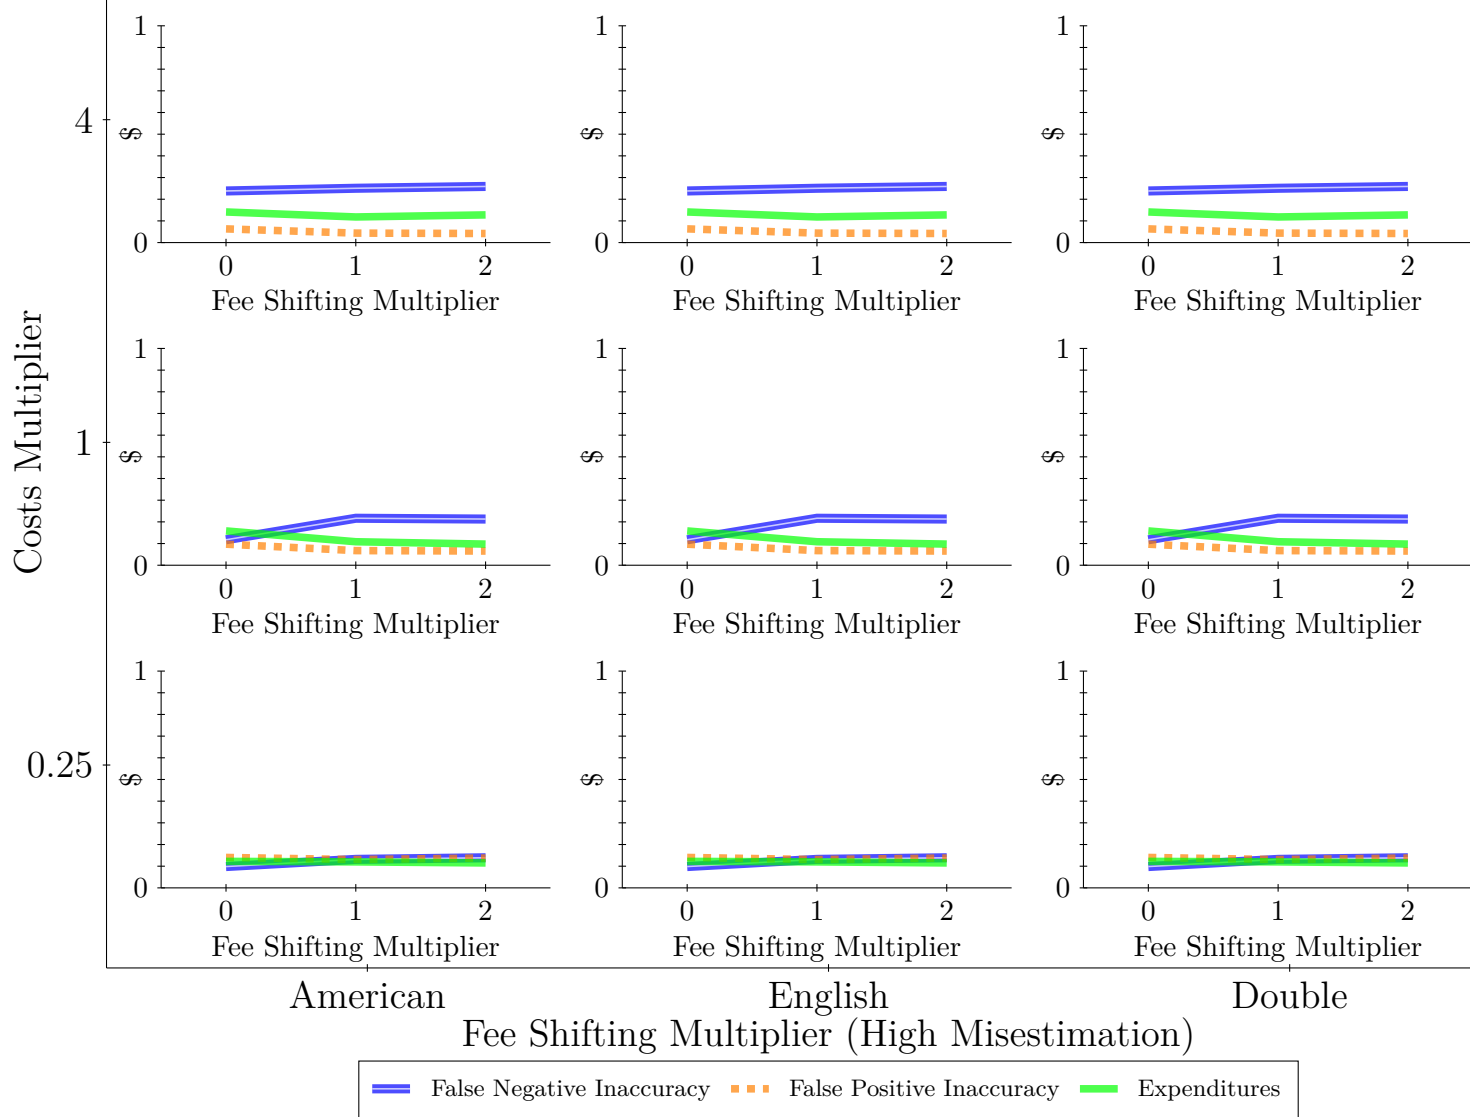 1
$
0
0 1 2
Fee Shifting Multiplier
1
$
0
0 1 2
Fee Shifting Multiplier
1
$
0
0 1 2
Fee Shifting Multiplier
4
1
$
0
0 1 2
Fee Shifting Multiplier
1
$
0
0 1 2
Fee Shifting Multiplier
1
$
0
0 1 2
Fee Shifting Multiplier
1
Costs Multiplier
1
$
0
0 1 2
Fee Shifting Multiplier
1
$
0
0 1 2
Fee Shifting Multiplier
1
$
0
0 1 2
Fee Shifting Multiplier
0.25
American English Double
Fee Shifting Multiplier (High Misestimation)
False Negative Inaccuracy False Positive Inaccuracy Expenditures